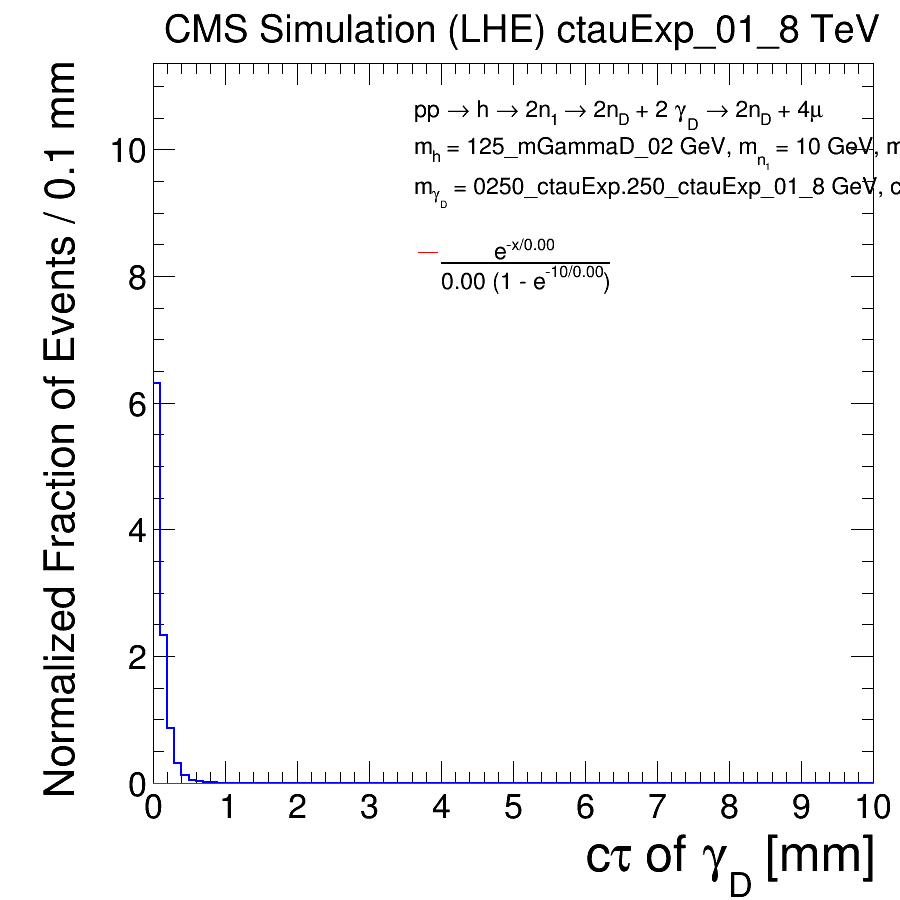 CMS Simulation (LHE) ctauExp_01_8 TeV
Normalized Fraction of Events / 0.1 mm
pp → h → 2n1 → 2nD + 2 γD → 2nD + 4μ
mh = 125_mGammaD_02 GeV, mn1 = 10 GeV, m
mγD = 0250_ctauExp.250_ctauExp_01_8 GeV, c
e-x/0.00
0.00 (1 - e-10/0.00)
10
8
6
4
2
0
0 1 2 3 4 5 6 7 8 9 10
cτ of γD [mm]